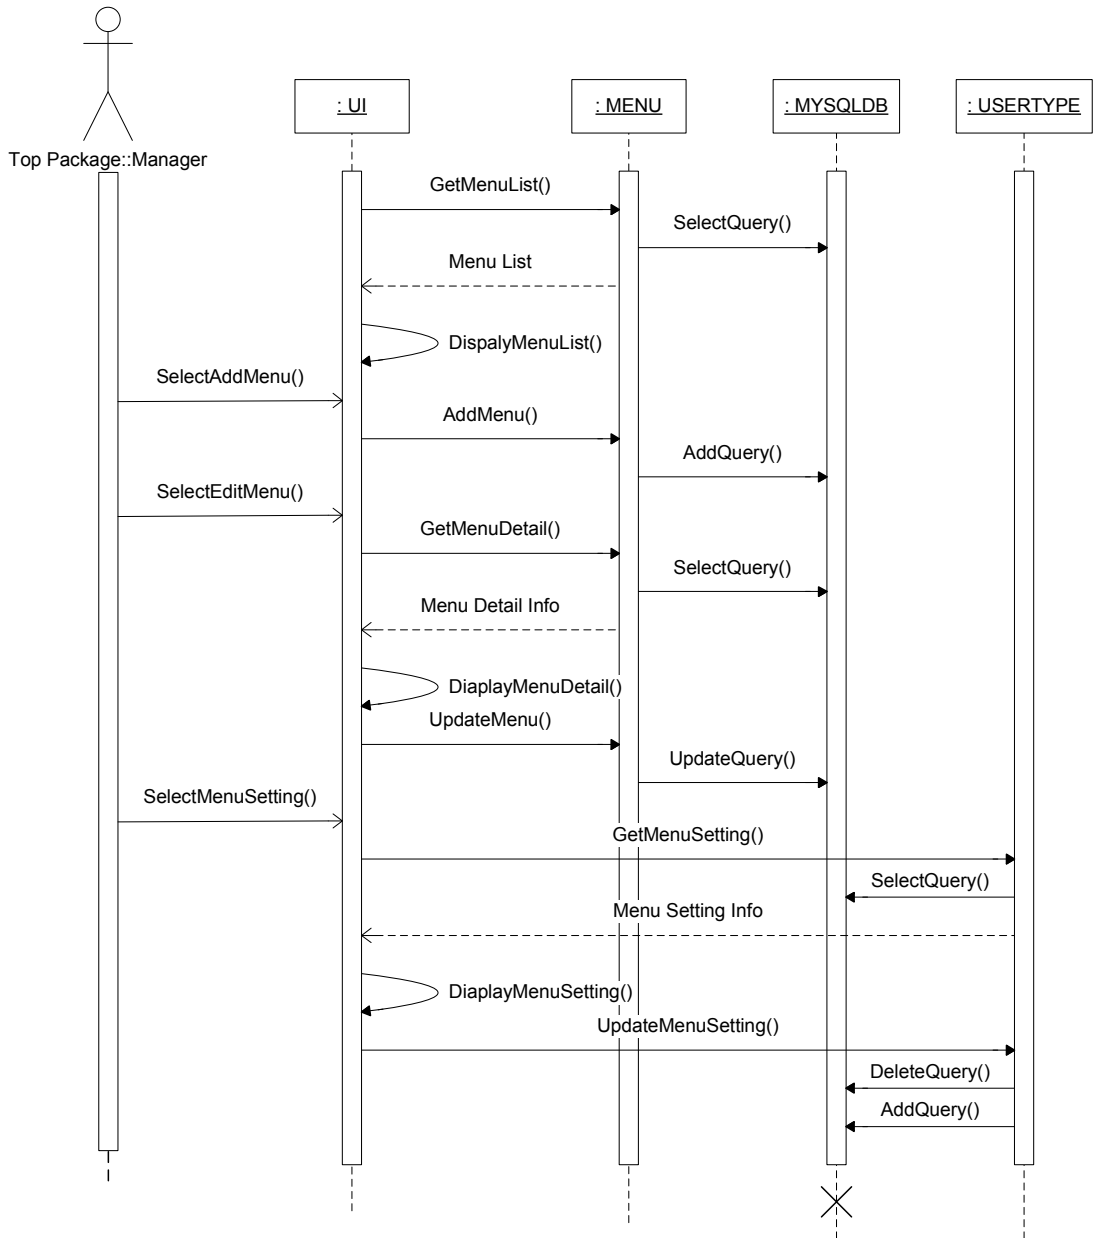 : UI
: MENU
: MYSQLDB
: USERTYPE
Top Package::Manager
GetMenuList()
SelectQuery()
Menu List
DispalyMenuList()
SelectAddMenu()
AddMenu()
AddQuery()
SelectEditMenu()
GetMenuDetail()
SelectQuery()
Menu Detail Info
DiaplayMenuDetail()
UpdateMenu()
UpdateQuery()
SelectMenuSetting()
GetMenuSetting()
SelectQuery()
Menu Setting Info
DiaplayMenuSetting()
UpdateMenuSetting()
DeleteQuery()
AddQuery()